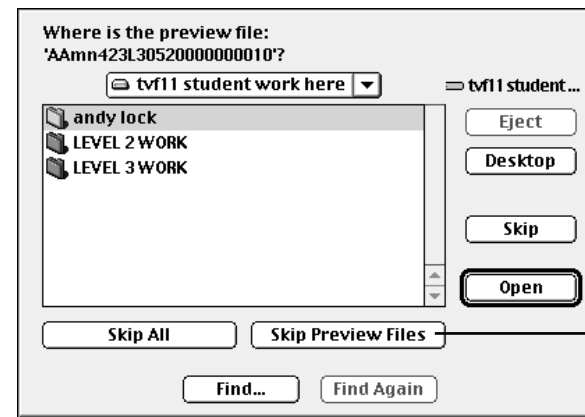 Where is the preview file:
'AAmn423L30520000000010'?
tvf11 student work here
tvf11 student...
andy lock
LEVEL 2 WORK
LEVEL 3 WORK
Eject
Desktop
Skip
Open
Skip All
Skip Preview Files
Find...
Find Again